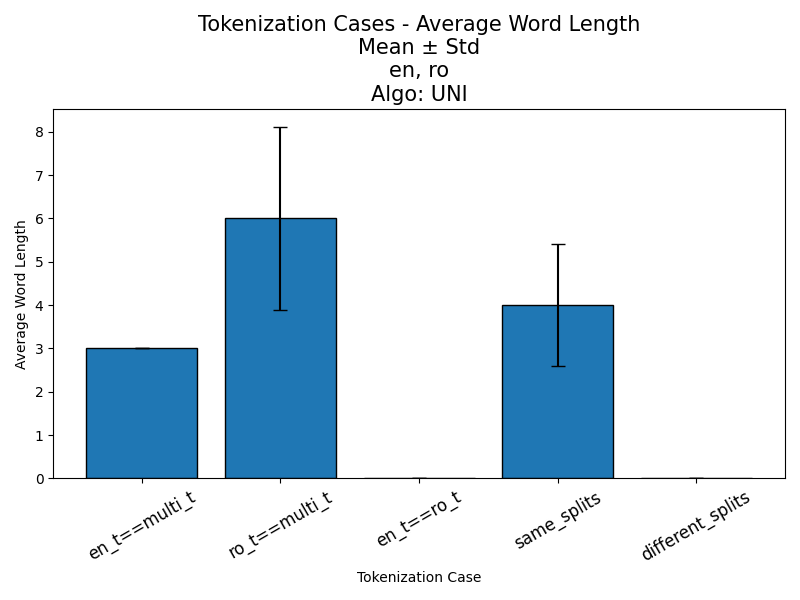 Tokenization Cases - Average Word Length
Mean ± Std
en, ro
Algo: UNI
8
7
6
5
4
3
2
1
0
Average Word Length
en_t==multi_t
ro_t==multi_t
en_t==ro_t
same_splits
different_splits
Tokenization Case